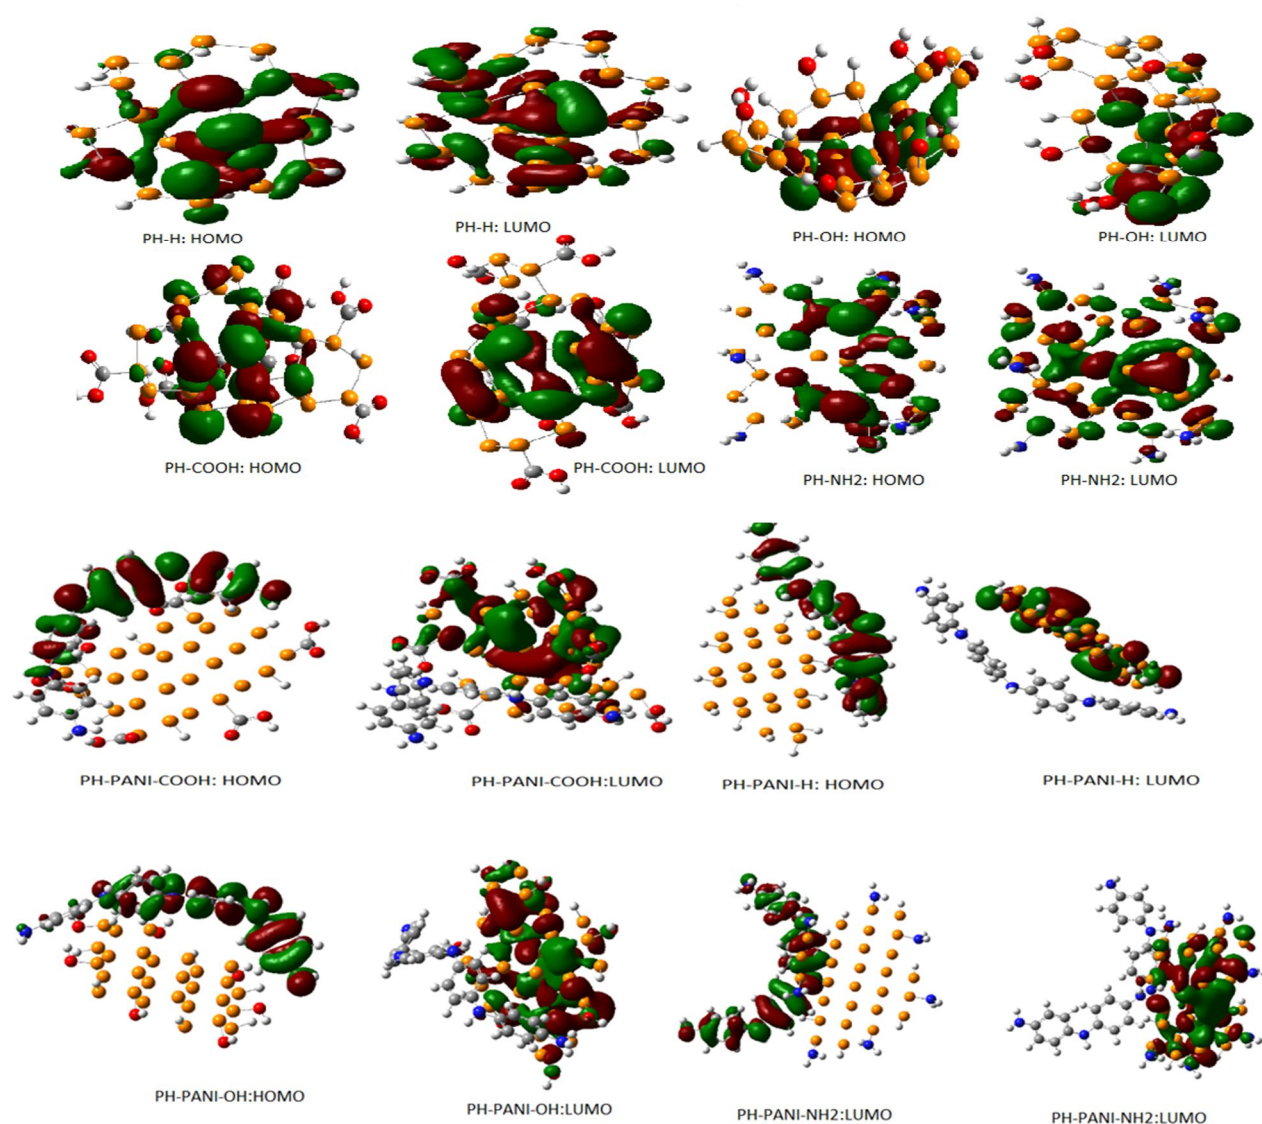 PH-H: HOMO
PH-H: LUMO
PH-OH: HOMO
PH-OH: LUMO
PH-COOH: HOMO
PH-COOH: LUMO
PH-NH2: HOMO
PH-NH2: LUMO
PH-PANI-COOH: HOMO
PH-PANI-COOH:LUMO
PH-PANI-H: HOMO
PH-PANI-H: LUMO
PH-PANI-OH:HOMO
PH-PANI-OH:LUMO
PH-PANI-NH2:LUMO
PH-PANI-NH2:LUMO